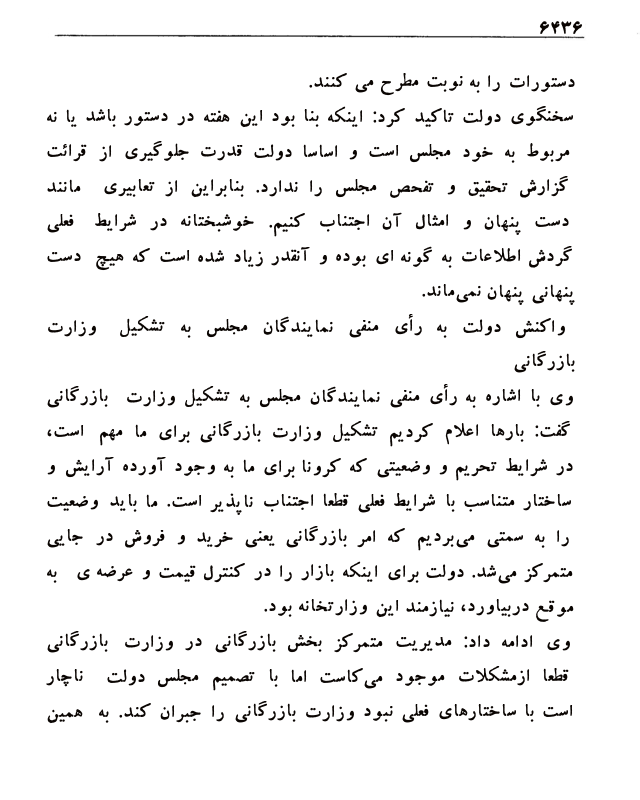 ۶۴۳۶
دستورات را به نوبت مطرح می کنند.
سخنگوی دولت تاکید کرد: اینکه بنا بود این هفته در دستور باشد یا نه
مربوط به خود مجلس است و اساسا دولت قدرت جلوگیری از قرائت
گزارش تحقیق و تفحص مجلس را ندارد. بنابراین از تعابیری مانند
دست پنهان و امثال آن اجتناب کنیم. خوشبختانه در شرایط فعلی
گردش اطلاعات به گونه ای بوده و آنقدر زیاد شده است که هیچ دست
پنهانی پنهان نمی‌ماند.
واکنش دولت به رأی منفی نمایندگان مجلس به تشکیل وزارت
بازرگانی
وی با اشاره به رأی منفی نمایندگان مجلس به تشکیل وزارت بازرگانی
گفت: بارها اعلام کردیم تشکیل وزارت بازرگانی برای ما مهم است،
در شرایط تحریم و وضعیتی که کرونا برای ما به وجود آورده آرایش و
ساختار متناسب با شرایط فعلی قطعا اجتناب ناپذیر است. ما باید وضعیت
را به سمتی می‌بردیم که امر بازرگانی یعنی خرید و فروش در جایی
متمرکز می‌شد. دولت برای اینکه بازار را در کنترل قیمت و عرضه ی به
موقع دربیاورد، نیازمند این وزارتخانه بود.
وی ادامه داد: مدیریت متمرکز بخش بازرگانی در وزارت بازرگانی
قطعا ازمشکلات موجود می‌کاست اما با تصمیم مجلس دولت ناچار
است با ساختارهای فعلی نبود وزارت بازرگانی را جبران کند. به همین